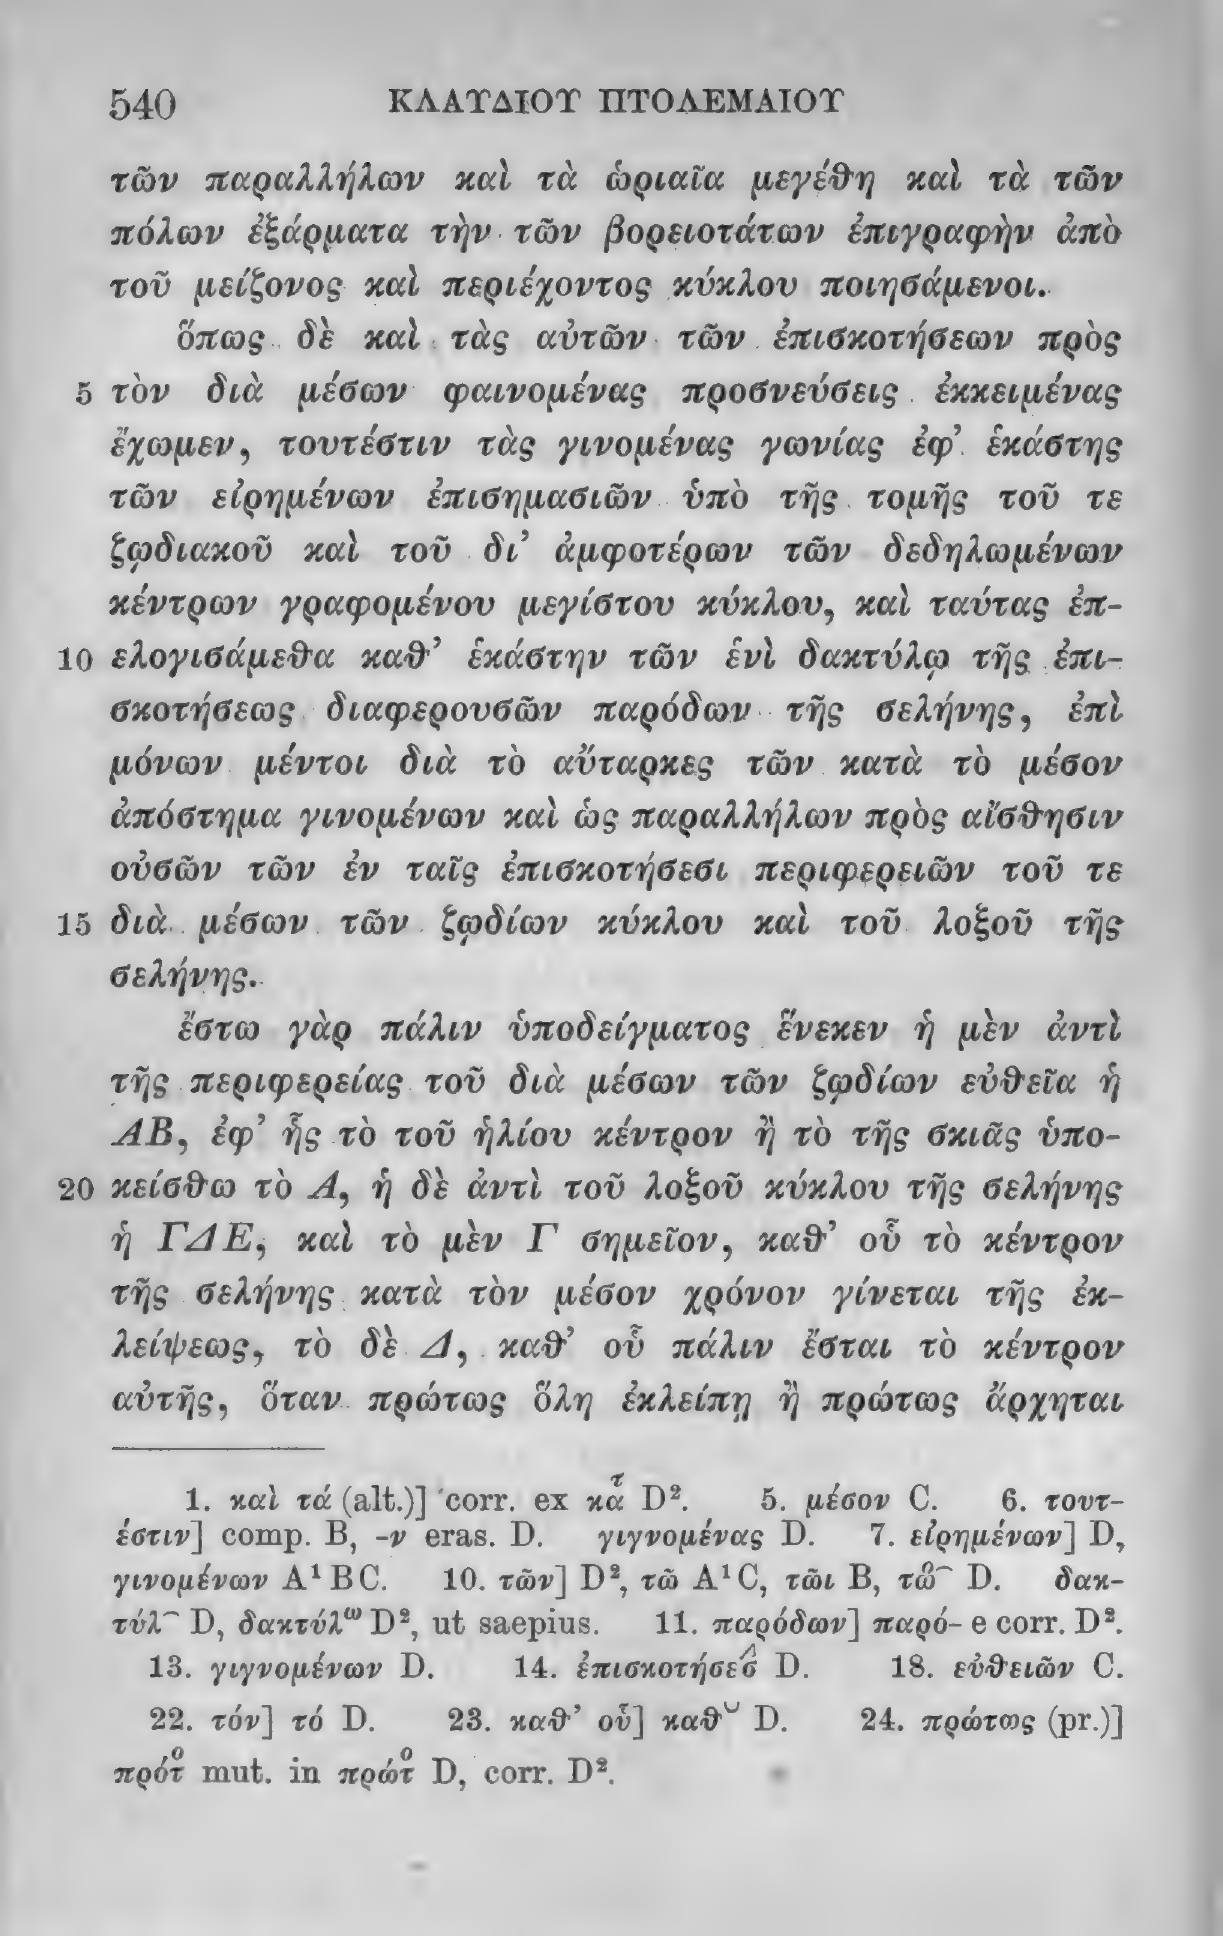 540 ΚΛΑΥΔΙΟΥ ΠΤΟΛΕΜΑΙΟΥ
τῶν παραλλήλων καὶ τὰ ὡριαῖα μεγέθη καὶ τὰ τῶν
πόλων ἐξάρματα τὴν τῶν βορειοτάτων ἐπιγραφὴν ἀπὸ
τοῦ μείζονος καὶ περιέχοντος κύκλου ποιησάμενοι.
ὅπως δὲ καὶ τὰς αὐτῶν τῶν ἐπισκοτήσεων πρὸς
5 τὸν διὰ μέσων φαινομένας προσνεύσεις ἐκκειμένας
ἔχωμεν, τουτέστιν τὰς γινομένας γωνίας ἐφ’ ἑκάστης
τῶν εἰρημένων ἐπισημασιῶν ὑπὸ τῆς τομῆς τοῦ τε
ζῳδιακοῦ καὶ τοῦ δι’ ἀμφοτέρων τῶν δεδηλωμένων
κέντρων γραφομένου μεγίστου κύκλου, καὶ ταύτας ἐπ-
10 ελογισάμεθα καθ’ ἑκάστην τῶν ἑνὶ δακτύλῳ τῆς ἐπι-
σκοτήσεως διαφερουσῶν παρόδων τῆς σελήνης, ἐπὶ
μόνων μέντοι διὰ τὸ αὔταρκες τῶν κατὰ τὸ μέσον
ἀπόστημα γινομένων καὶ ὡς παραλλήλων πρὸς αἴσθησιν
οὐσῶν τῶν ἐν ταῖς ἐπισκοτήσεσι περιφερειῶν τοῦ τε
15 διὰ μέσων τῶν ζῳδίων κύκλου καὶ τοῦ λοξοῦ τῆς
σελήνης.
ἔστω γὰρ πάλιν ὑποδείγματος ἕνεκεν ἡ μὲν ἀντὶ
τῆς περιφερείας τοῦ διὰ μέσων τῶν ζῳδίων εὐθεῖα ἡ
ΑΒ, ἐφ’ ἧς τὸ τοῦ ἡλίου κέντρον ἢ τὸ τῆς σκιᾶς ὑπο-
20 κείσθω τὸ Α, ἡ δὲ ἀντὶ τοῦ λοξοῦ κύκλου τῆς σελήνης
ἡ ΓΔΕ, καὶ τὸ μὲν Γ σημεῖον, καθ’ οὗ τὸ κέντρον
τῆς σελήνης κατὰ τὸν μέσον χρόνον γίνεται τῆς ἐκ-
λείψεως, τὸ δὲ Δ, καθ’ οὗ πάλιν ἔσται τὸ κέντρον
αὐτῆς, ὅταν πρώτως ὅλη ἐκλείπῃ ἢ πρώτως ἄρχηται
1. καὶ τά (alt.)] corr. ex κα̃τ D². 5. μέσον C. 6. τουτ-
έστιν] comp. B, -ν eras. D. γιγνομένας D. 7. εἰρημένων] D,
γινομένων A¹BC. 10. τῶν] D², τῶ A¹C, τῶι B, τῶ͠ D. δακ-
τύλ͠ D, δακτύλ^ω D², ut saepius. 11. παρόδων] παρό- e corr. D².
13. γιγνομένων D. 14. ἐπισκοτήσεσ̂ D. 18. εὐθειῶν C.
22. τόν] τό D. 23. καθ’ οὗ] καθ^υ D. 24. πρώτως (pr.)]
πρότ^ο mut. in πρώτ^ο D, corr. D².